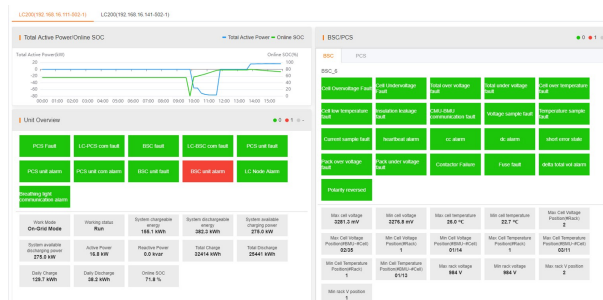 LC200(192.168.16.111-502-1) LC200(192.168.16.141-502-1)
Total Active Power/Online SOC
Total Active Power
Online SOC
Total Active Power(kW)
Online SOC(%)
20
0
-20
-40
-60
-80
100
80
60
40
20
0
00:00 01:00 02:00 03:00 04:00 05:00 06:00 07:00 08:00 09:00 10:00 11:00 12:00 13:00 14:00 15:00
Unit Overview
0 1 -
PCS Fault
LC-PCS com fault
BSC fault
LC-BSC com fault
PCS unit fault
PCS unit alarm
PCS unit com alarm
BSC unit fault
BSC unit alarm
LC Node Alarm
Breathing light
communication alarm
Work Mode
On-Grid Mode
Working status
Run
System chargeable
energy
158.1 kWh
System dischargeable
energy
382.3 kWh
System available
charging power
275.0 kW
System available
discharge power
275.0 kW
Active Power
16.8 kW
Reactive Power
0.0 kvar
Total Charge
32414 kWh
Total Discharge
28441 kWh
Daily Charge
129.7 kWh
Daily Discharge
38.2 kWh
Online SOC
71.8 %
BSC/PCS
0 1
BSC PCS
BSC_0
Cell Overvoltage Fault
Cell Undervoltage
Fault
Total over voltage
fault
Total under voltage
fault
Cell over temperature
fault
Cell low temperature
fault
Insulation leakage
fault
CMU-BMU
communication fault
Voltage sample fault
Temperature sample
fault
Current sample fault
heartbeat alarm
cc alarm
dc alarm
short error state
Pack over voltage
fault
Pack under voltage
fault
Contactor Failure
Fuse fault
delta total vol alarm
Polarity reversed
Max cell voltage
3281.3 mV
Min cell voltage
3276.8 mV
Max cell temperature
26.0 ℃
Min cell temperature
22.7 ℃
Max Cell Voltage
Position(#Rack)
2
Max Cell Voltage
Position(#BMU-#Cell)
02/35
Min Cell Voltage
Position(#Rack)
1
Min Cell Voltage
Position(#BMU-#Cell)
01/14
Max Cell Temperature
Position(#Rack)
1
Max Cell Temperature
Position(#BMU-#Cell)
03/11
Min Cell Temperature
Position(#Rack)
1
Min Cell Temperature
Position(#BMU-#Cell)
01/13
Max rack voltage
984 V
Min rack voltage
984 V
Max rack V position
2
Min rack V position
1